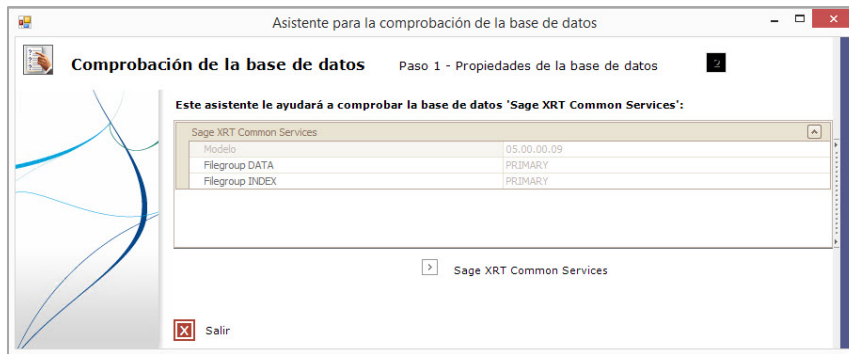 Asistente para la comprobación de la base de datos
Comprobación de la base de datos Paso 1 - Propiedades de la base de datos
Este asistente le ayudará a comprobar la base de datos 'Sage XRT Common Services':
Sage XRT Common Services
Modelo 05.00.00.09
Filegroup DATA PRIMARY
Filegroup INDEX PRIMARY
Sage XRT Common Services
Salir